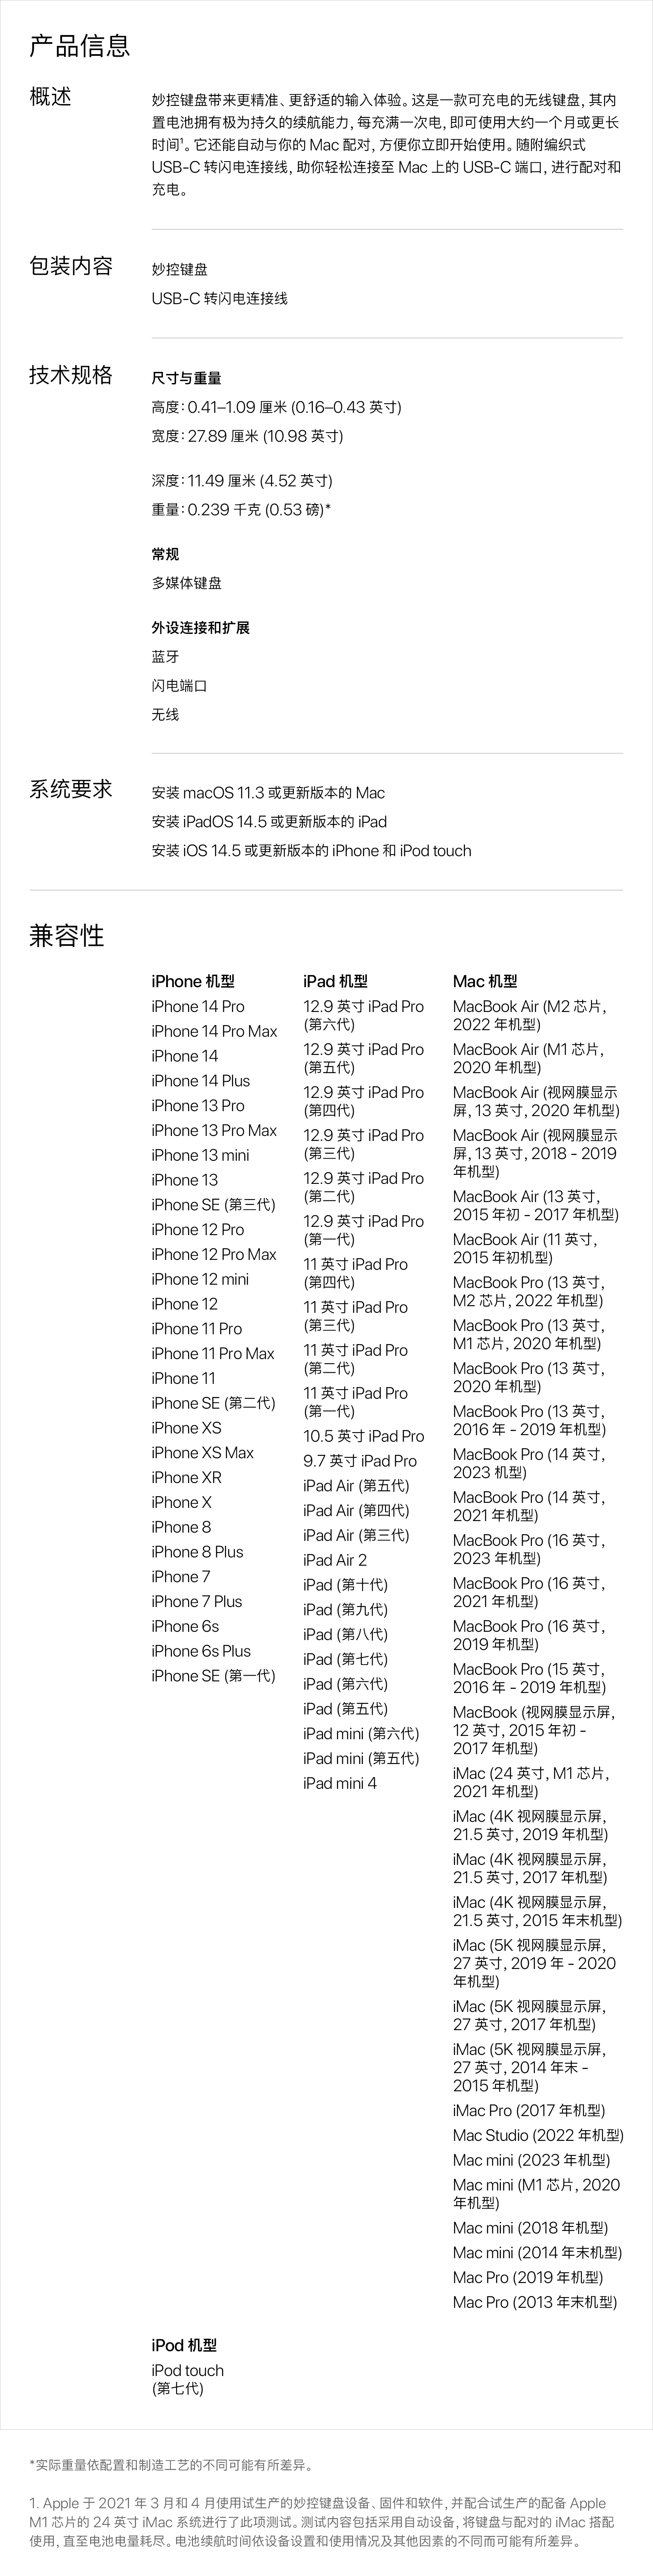 产品信息
概述
妙控键盘带来更精准、更舒适的输入体验。这是一款可充电的无线键盘，其内
置电池拥有极为持久的续航能力，每充满一次电，即可使用大约一个月或更长
时间¹。它还能自动与你的 Mac 配对，方便你立即开始使用。随附编织式
USB-C 转闪电连接线，助你轻松连接至 Mac 上的 USB-C 端口，进行配对和
充电。
包装内容
妙控键盘
USB-C 转闪电连接线
技术规格
尺寸与重量
高度：0.41–1.09 厘米 (0.16–0.43 英寸)
宽度：27.89 厘米 (10.98 英寸)
深度：11.49 厘米 (4.52 英寸)
重量：0.239 千克 (0.53 磅)*
常规
多媒体键盘
外设连接和扩展
蓝牙
闪电端口
无线
系统要求
安装 macOS 11.3 或更新版本的 Mac
安装 iPadOS 14.5 或更新版本的 iPad
安装 iOS 14.5 或更新版本的 iPhone 和 iPod touch
兼容性
iPhone 机型
iPhone 14 Pro
iPhone 14 Pro Max
iPhone 14
iPhone 14 Plus
iPhone 13 Pro
iPhone 13 Pro Max
iPhone 13 mini
iPhone 13
iPhone SE (第三代)
iPhone 12 Pro
iPhone 12 Pro Max
iPhone 12 mini
iPhone 12
iPhone 11 Pro
iPhone 11 Pro Max
iPhone 11
iPhone SE (第二代)
iPhone XS
iPhone XS Max
iPhone XR
iPhone X
iPhone 8
iPhone 8 Plus
iPhone 7
iPhone 7 Plus
iPhone 6s
iPhone 6s Plus
iPhone SE (第一代)
iPad 机型
12.9 英寸 iPad Pro
(第六代)
12.9 英寸 iPad Pro
(第五代)
12.9 英寸 iPad Pro
(第四代)
12.9 英寸 iPad Pro
(第三代)
12.9 英寸 iPad Pro
(第二代)
12.9 英寸 iPad Pro
(第一代)
11 英寸 iPad Pro
(第四代)
11 英寸 iPad Pro
(第三代)
11 英寸 iPad Pro
(第二代)
11 英寸 iPad Pro
(第一代)
10.5 英寸 iPad Pro
9.7 英寸 iPad Pro
iPad Air (第五代)
iPad Air (第四代)
iPad Air (第三代)
iPad Air 2
iPad (第十代)
iPad (第九代)
iPad (第八代)
iPad (第七代)
iPad (第六代)
iPad (第五代)
iPad mini (第六代)
iPad mini (第五代)
iPad mini 4
Mac 机型
MacBook Air (M2 芯片,
2022 年机型)
MacBook Air (M1 芯片,
2020 年机型)
MacBook Air (视网膜显示
屏, 13 英寸, 2020 年机型)
MacBook Air (视网膜显示
屏, 13 英寸, 2018 - 2019
年机型)
MacBook Air (13 英寸,
2015 年初 - 2017 年机型)
MacBook Air (11 英寸,
2015 年初机型)
MacBook Pro (13 英寸,
M2 芯片, 2022 年机型)
MacBook Pro (13 英寸,
M1 芯片, 2020 年机型)
MacBook Pro (13 英寸,
2020 年机型)
MacBook Pro (13 英寸,
2016 年 - 2019 年机型)
MacBook Pro (14 英寸,
2023 机型)
MacBook Pro (14 英寸,
2021 年机型)
MacBook Pro (16 英寸,
2023 年机型)
MacBook Pro (16 英寸,
2021 年机型)
MacBook Pro (16 英寸,
2019 年机型)
MacBook Pro (15 英寸,
2016 年 - 2019 年机型)
MacBook (视网膜显示屏,
12 英寸, 2015 年初 -
2017 年机型)
iMac (24 英寸, M1 芯片,
2021 年机型)
iMac (4K 视网膜显示屏,
21.5 英寸, 2019 年机型)
iMac (4K 视网膜显示屏,
21.5 英寸, 2017 年机型)
iMac (4K 视网膜显示屏,
21.5 英寸, 2015 年末机型)
iMac (5K 视网膜显示屏,
27 英寸, 2019 年 - 2020
年机型)
iMac (5K 视网膜显示屏,
27 英寸, 2017 年机型)
iMac (5K 视网膜显示屏,
27 英寸, 2014 年末 -
2015 年机型)
iMac Pro (2017 年机型)
Mac Studio (2022 年机型)
Mac mini (2023 年机型)
Mac mini (M1 芯片, 2020
年机型)
Mac mini (2018 年机型)
Mac mini (2014 年末机型)
Mac Pro (2019 年机型)
Mac Pro (2013 年末机型)
iPod 机型
iPod touch
(第七代)
*实际重量依配置和制造工艺的不同可能有所差异。
1. Apple 于 2021 年 3 月和 4 月使用试生产的妙控键盘设备、固件和软件，并配合试生产的配备 Apple
M1 芯片的 24 英寸 iMac 系统进行了此项测试。测试内容包括采用自动设备，将键盘与配对的 iMac 搭配
使用，直至电池电量耗尽。电池续航时间依设备设置和使用情况及其他因素的不同而可能有所差异。